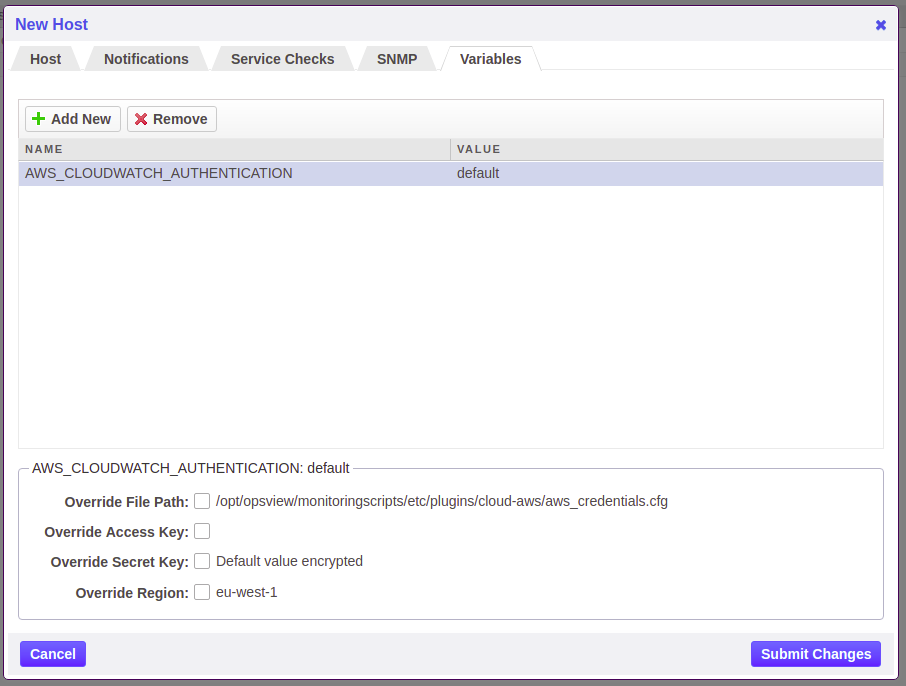 New Host
Host Notifications Service Checks SNMP Variables
Add New Remove
NAME VALUE
AWS_CLOUDWATCH_AUTHENTICATION default
AWS_CLOUDWATCH_AUTHENTICATION: default
Override File Path: /opt/opsview/monitoringscripts/etc/plugins/cloud-aws/aws_credentials.cfg
Override Access Key:
Override Secret Key: Default value encrypted
Override Region: eu-west-1
Cancel Submit Changes